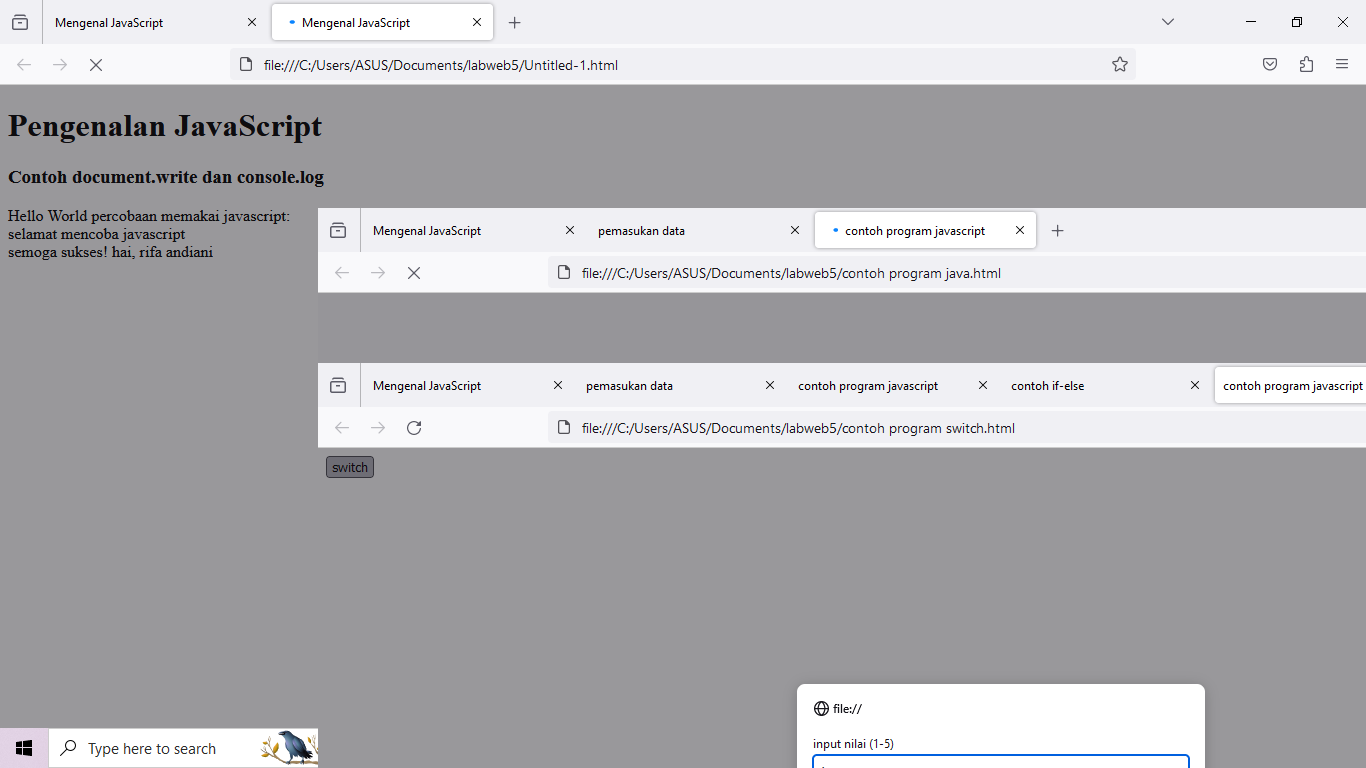 Mengenal JavaScript
Mengenal JavaScript
file:///C:/Users/ASUS/Documents/labweb5/Untitled-1.html
Pengenalan JavaScript
Contoh document.write dan console.log
Hello World percobaan memakai javascript:
selamat mencoba javascript
semoga sukses! hai, rifa andiani
Mengenal JavaScript
pemasukan data
contoh program javascript
file:///C:/Users/ASUS/Documents/labweb5/contoh program java.html
Mengenal JavaScript
pemasukan data
contoh program javascript
contoh if-else
contoh program javascript
file:///C:/Users/ASUS/Documents/labweb5/contoh program switch.html
switch
file://
input nilai (1-5)
Type here to search